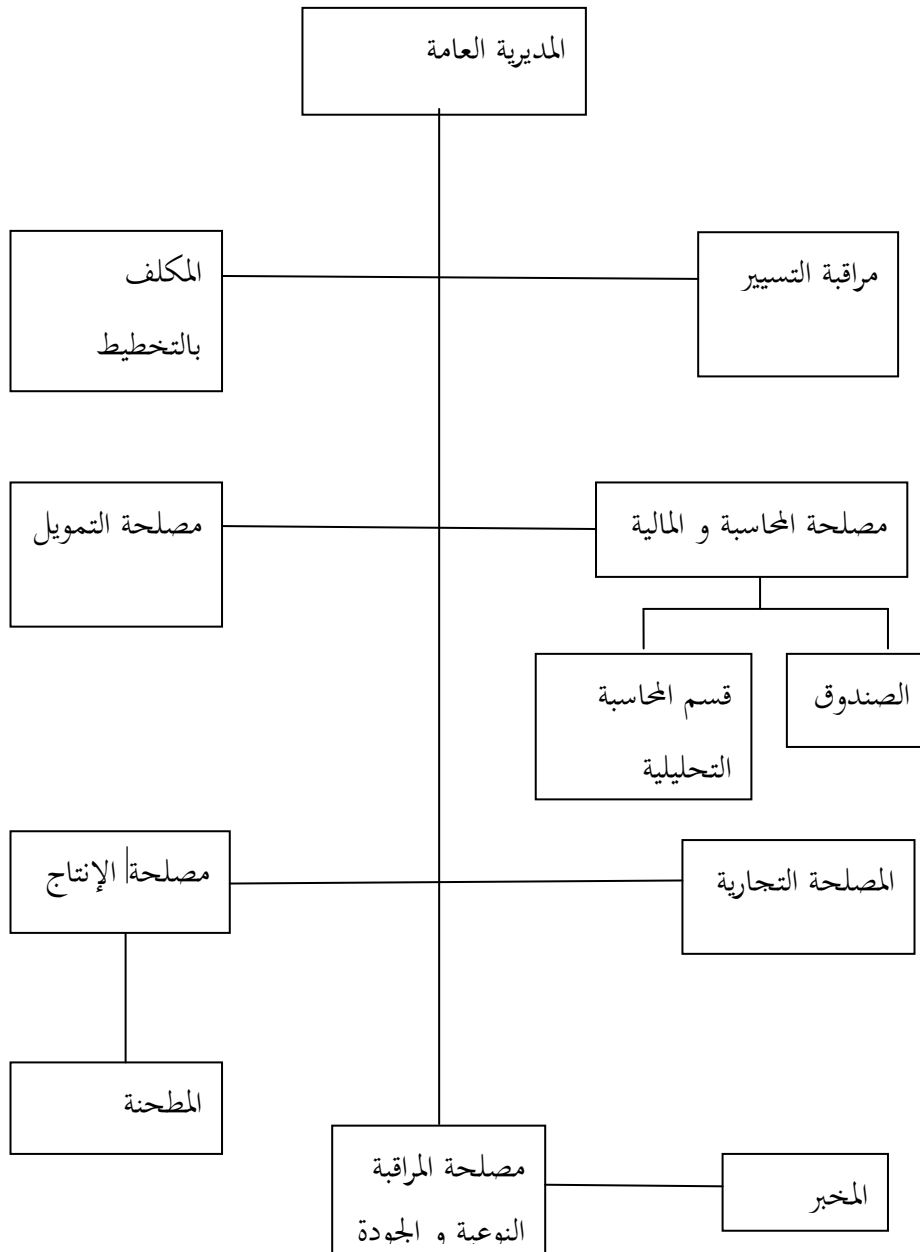 المديرية العامة
مراقبة التسيير
المكلف
بالتخطيط
مصلحة المحاسبة و المالية
مصلحة التمويل
الصندوق
قسم المحاسبة
التحليلية
المصلحة التجارية
مصلحة الإنتاج
المطحنة
مصلحة المراقبة
النوعية و الجودة
المخبر